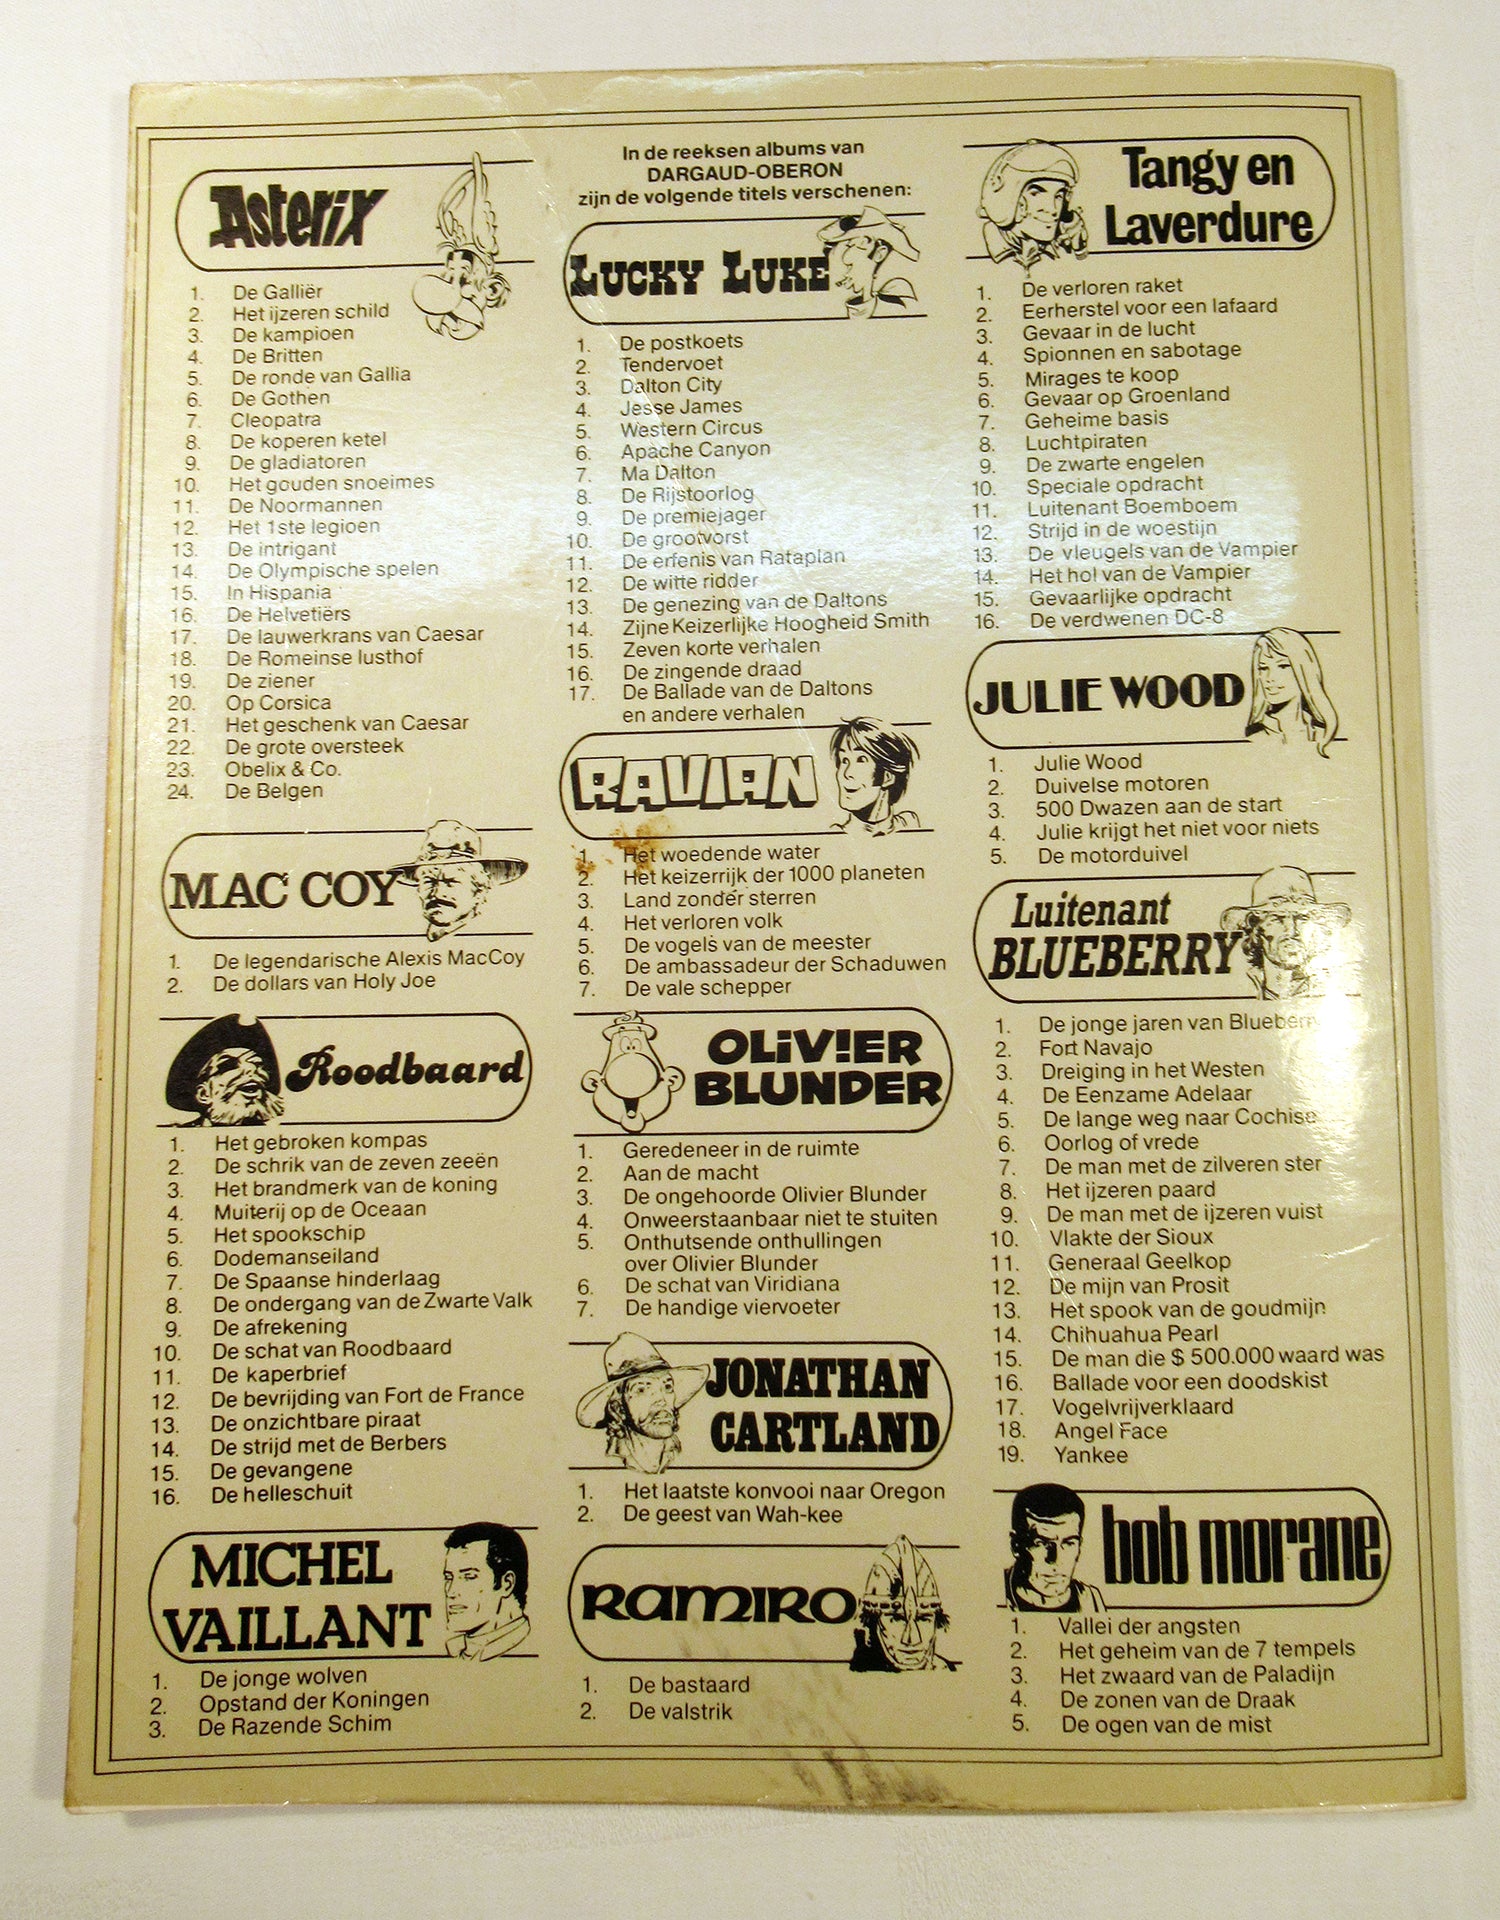 Asterix
1. De Galliër
2. Het ijzeren schild
3. De kampioen
4. De Britten
5. De ronde van Gallia
6. De Gothen
7. Cleopatra
8. De koperen ketel
9. De gladiatoren
10. Het gouden snoeimes
11. De Noormannen
12. Het 1ste legioen
13. De intrigant
14. De Olympische spelen
15. In Hispania
16. De Helvetiërs
17. De lauwerkrans van Caesar
18. De Romeinse lusthof
19. De ziener
20. Op Corsica
21. Het geschenk van Caesar
22. De grote oversteek
23. Obelix & Co.
24. De Belgen
MAC COY
1. De legendarische Alexis MacCoy
2. De dollars van Holy Joe
Roodbaard
1. Het gebroken kompas
2. De schrik van de zeven zeeën
3. Het brandmerk van de koning
4. Muiterij op de Oceaan
5. Het spookschip
6. Dodemanseiland
7. De Spaanse hinderlaag
8. De ondergang van de Zwarte Valk
9. De afrekening
10. De schat van Roodbaard
11. De kaperbrief
12. De bevrijding van Fort de France
13. De onzichtbare piraat
14. De strijd met de Berbers
15. De gevangene
16. De helleschuit
MICHEL
VAILLANT
1. De jonge wolven
2. Opstand der Koningen
3. De Razende Schim
In de reeksen albums van
DARGAUD-OBERON
zijn de volgende titels verschenen:
LUCKY LUKE
1. De postkoets
2. Tendervoet
3. Dalton City
4. Jesse James
5. Western Circus
6. Apache Canyon
7. Ma Dalton
8. De Rijstoorlog
9. De premiejager
10. De grootvorst
11. De erfenis van Rataplan
12. De witte ridder
13. De genezing van de Daltons
14. Zijne Keizerlijke Hoogheid Smith
15. Zeven korte verhalen
16. De zingende draad
17. De Ballade van de Daltons
en andere verhalen
RAVIAN
1. Het woedende water
2. Het keizerrijk der 1000 planeten
3. Land zonder sterren
4. Het verloren volk
5. De vogels van de meester
6. De ambassadeur der Schaduwen
7. De vale schepper
OLIVIER
BLUNDER
1. Geredeneer in de ruimte
2. Aan de macht
3. De ongehoorde Olivier Blunder
4. Onweerstaanbaar niet te stuiten
5. Onthutsende onthullingen
over Olivier Blunder
6. De schat van Viridiana
7. De handige viervoeter
JONATHAN
CARTLAND
1. Het laatste konvooi naar Oregon
2. De geest van Wah-kee
RAMIRO
1. De bastaard
2. De valstrik
Tangy en
Laverdure
1. De verloren raket
2. Eerherstel voor een lafaard
3. Gevaar in de lucht
4. Spionnen en sabotage
5. Mirages te koop
6. Gevaar op Groenland
7. Geheime basis
8. Luchtpiraten
9. De zwarte engelen
10. Speciale opdracht
11. Luitenant Boemboem
12. Strijd in de woestijn
13. De vleugels van de Vampier
14. Het hol van de Vampier
15. Gevaarlijke opdracht
16. De verdwenen DC-8
JULIE WOOD
1. Julie Wood
2. Duivelse motoren
3. 500 Dwazen aan de start
4. Julie krijgt het niet voor niets
5. De motorduivel
Luitenant
BLUEBERRY
1. De jonge jaren van Blueberry
2. Fort Navajo
3. Dreiging in het Westen
4. De Eenzame Adelaar
5. De lange weg naar Cochise
6. Oorlog of vrede
7. De man met de zilveren ster
8. Het ijzeren paard
9. De man met de ijzeren vuist
10. Vlakte der Sioux
11. Generaal Geelkop
12. De mijn van Prosit
13. Het spook van de goudmijn
14. Chihuahua Pearl
15. De man die $ 500.000 waard was
16. Ballade voor een doodskist
17. Vogelvrijverklaard
18. Angel Face
19. Yankee
bob morane
1. Vallei der angsten
2. Het geheim van de 7 tempels
3. Het zwaard van de Paladijn
4. De zonen van de Draak
5. De ogen van de mist